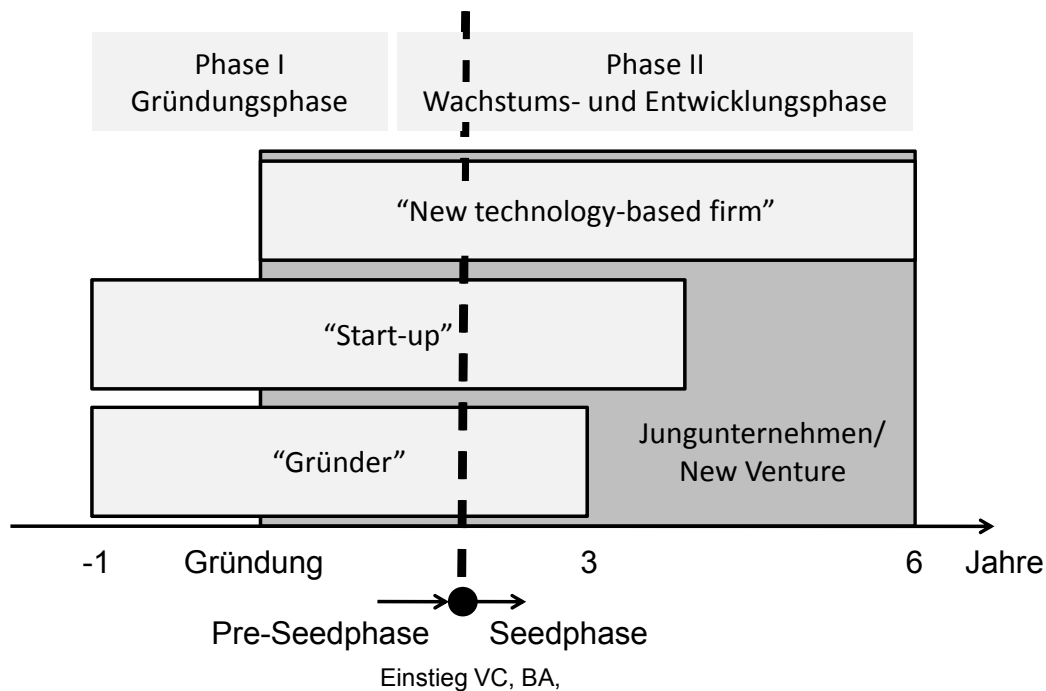 Phase I
Gründungsphase
Phase II
Wachstums- und Entwicklungsphase
“New technology-based firm”
“Start-up”
“Gründer”
Jungunternehmen/
New Venture
-1 Gründung 3 6 Jahre
Pre-Seedphase Seedphase
Einstieg VC, BA,